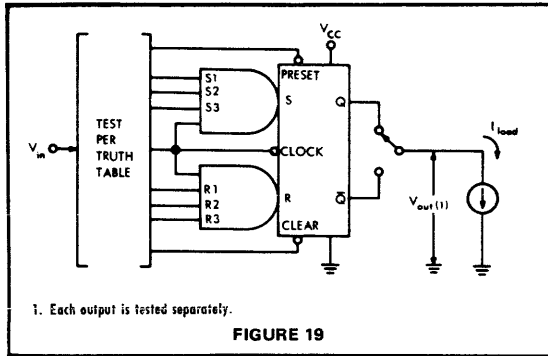 V_CC
PRESET
S1
S2
S3
S
Q
TEST
PER
TRUTH
TABLE
V_in
CLOCK
I_load
R1
R2
R3
R
Q̅
CLEAR
V_out(1)
1. Each output is tested separately.
FIGURE 19